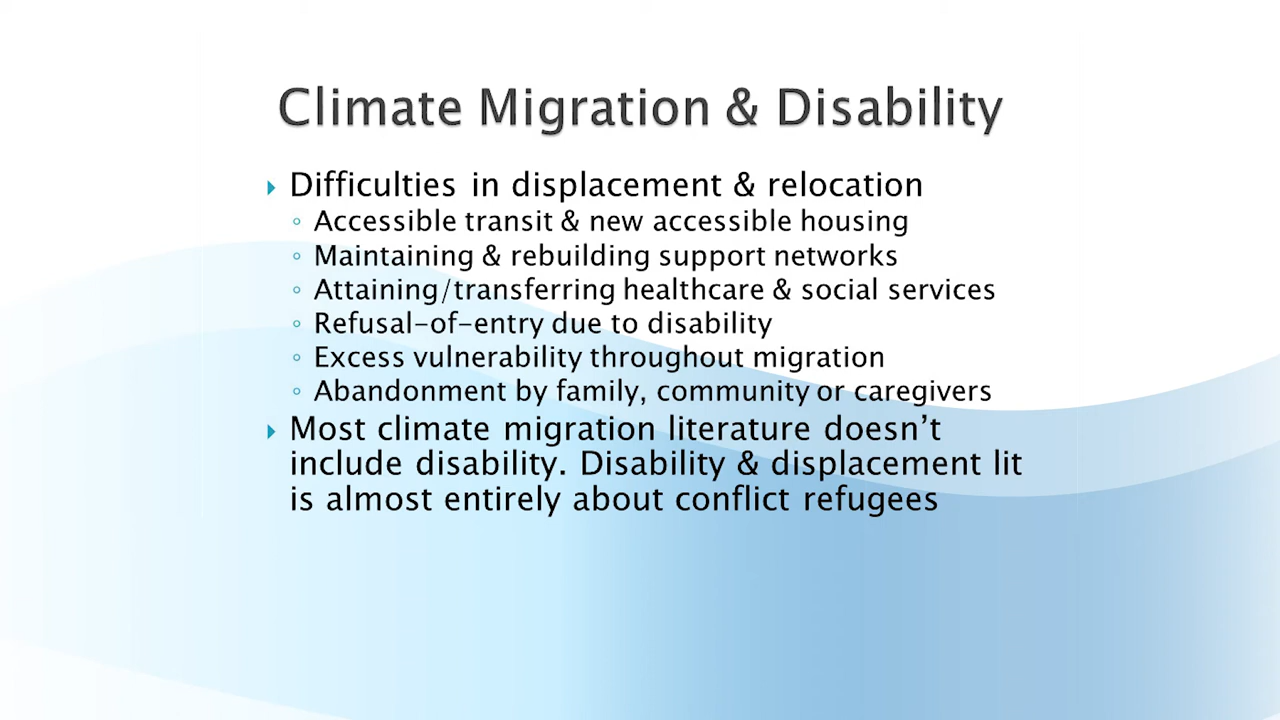 Climate Migration & Disability
Difficulties in displacement & relocation
Accessible transit & new accessible housing
Maintaining & rebuilding support networks
Attaining/transferring healthcare & social services
Refusal-of-entry due to disability
Excess vulnerability throughout migration
Abandonment by family, community or caregivers
Most climate migration literature doesn’t
include disability. Disability & displacement lit
is almost entirely about conflict refugees